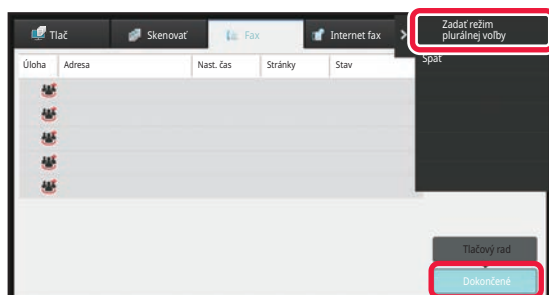 Tlač
Skenovať
Fax
Internet fax
Zadať režim
plurálnej voľby
Späť
Úloha
Adresa
Nast. čas
Stránky
Stav
Tlačový rad
Dokončené